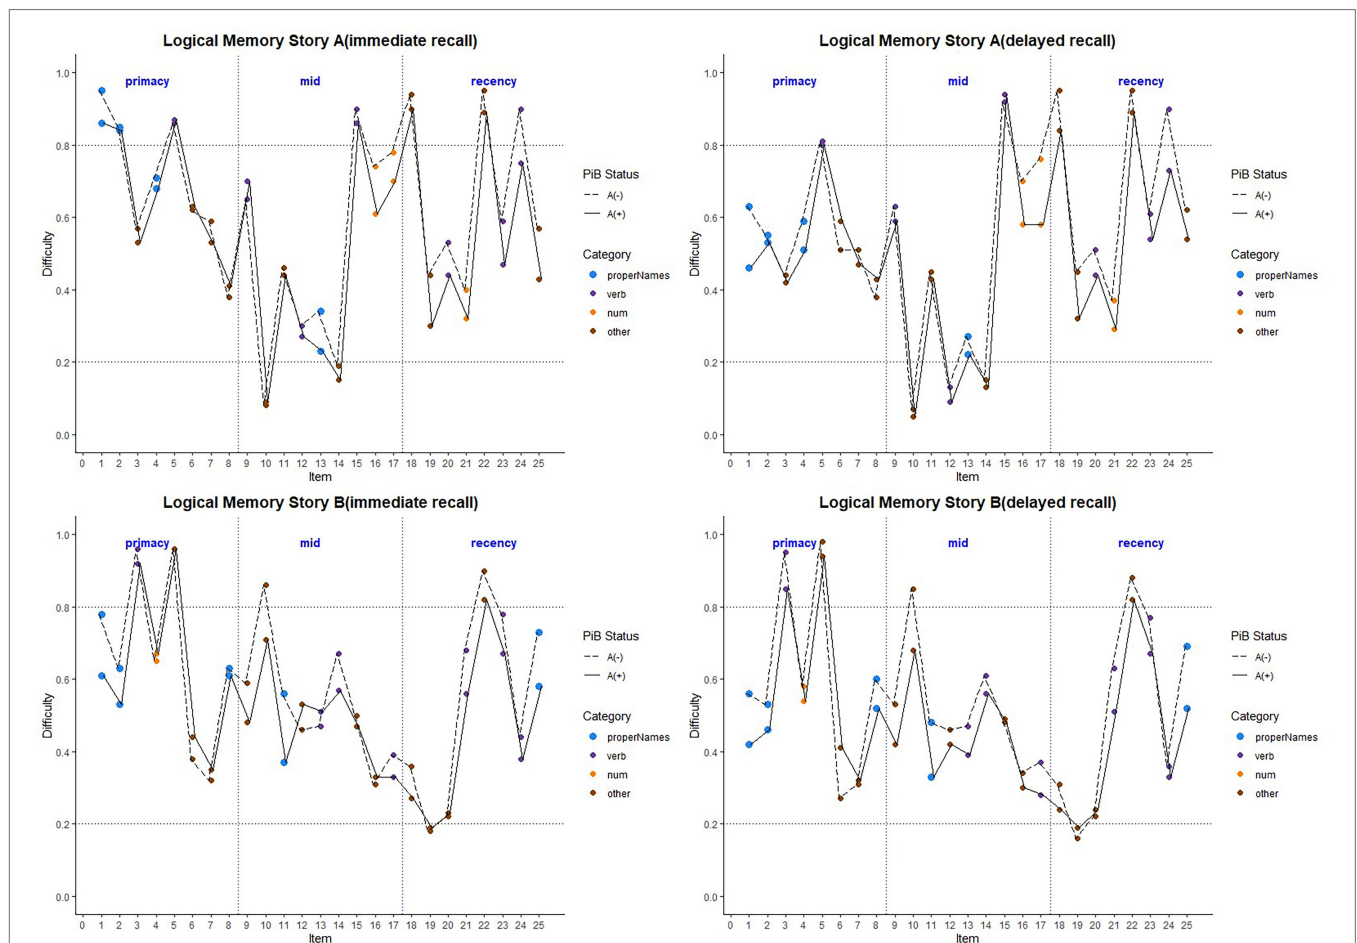 Logical Memory Story A(immediate recall)
primacy mid recency
1.0
0.8
0.6
0.4
0.2
0.0
Difficulty
0 1 2 3 4 5 6 7 8 9 10 11 12 13 14 15 16 17 18 19 20 21 22 23 24 25
Item
PiB Status
A(-)
A(+)
Category
properNames
verb
num
other
Logical Memory Story A(delayed recall)
primacy mid recency
1.0
0.8
0.6
0.4
0.2
0.0
Difficulty
0 1 2 3 4 5 6 7 8 9 10 11 12 13 14 15 16 17 18 19 20 21 22 23 24 25
Item
PiB Status
A(-)
A(+)
Category
properNames
verb
num
other
Logical Memory Story B(immediate recall)
primacy mid recency
1.0
0.8
0.6
0.4
0.2
0.0
Difficulty
0 1 2 3 4 5 6 7 8 9 10 11 12 13 14 15 16 17 18 19 20 21 22 23 24 25
Item
PiB Status
A(-)
A(+)
Category
properNames
verb
num
other
Logical Memory Story B(delayed recall)
primacy mid recency
1.0
0.8
0.6
0.4
0.2
0.0
Difficulty
0 1 2 3 4 5 6 7 8 9 10 11 12 13 14 15 16 17 18 19 20 21 22 23 24 25
Item
PiB Status
A(-)
A(+)
Category
properNames
verb
num
other